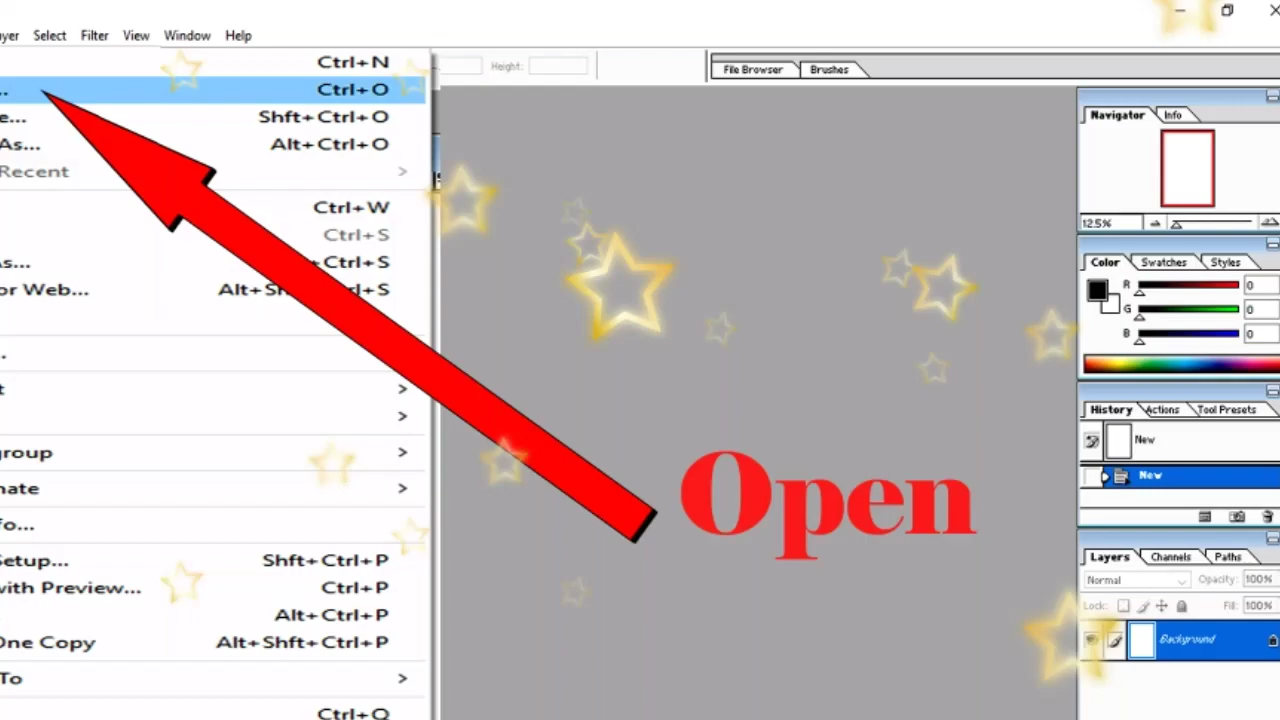 yer Select Filter View Window Help
Ctrl+N
.. Ctrl+O
e... Shft+Ctrl+O
As... Alt+Ctrl+O
Recent >
Ctrl+W
Ctrl+S
s... Ctrl+S
or Web... Alt+Sh Ctrl+S
.
t >
>
group >
nate >
fo...
Setup... Shft+Ctrl+P
with Preview... Ctrl+P
Alt+Ctrl+P
One Copy Alt+Shft+Ctrl+P
To >
Ctrl+Q
Height:
File Browser Brushes
Open
Navigator Info
12.5%
Color Swatches Styles
R 0
G 0
B 0
History Actions Tool Presets
New
New
Layers Channels Paths
Normal Opacity: 100%
Lock: Fill: 100%
Background